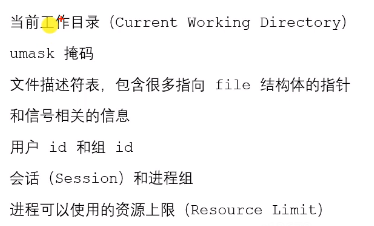 当前工作目录（Current Working Directory）
umask 掩码
文件描述符表，包含很多指向 file 结构体的指针
和信号相关的信息
用户 id 和组 id
会话（Session）和进程组
进程可以使用的资源上限（Resource Limit）